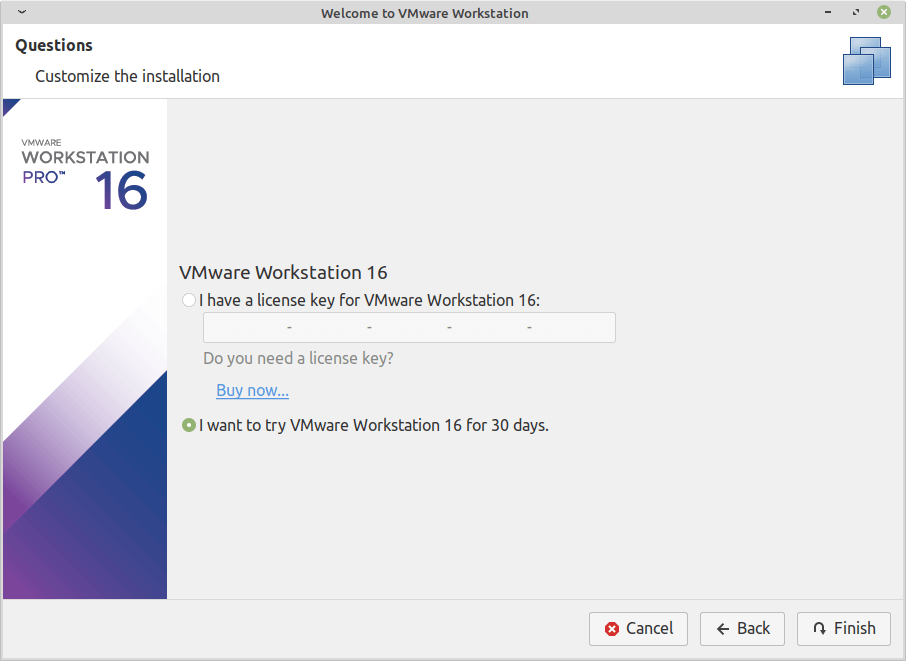 Welcome to VMware Workstation
Questions
Customize the installation
VMWARE
WORKSTATION
PRO™ 16
VMware Workstation 16
I have a license key for VMware Workstation 16:
- - - -
Do you need a license key?
Buy now...
I want to try VMware Workstation 16 for 30 days.
Cancel Back Finish